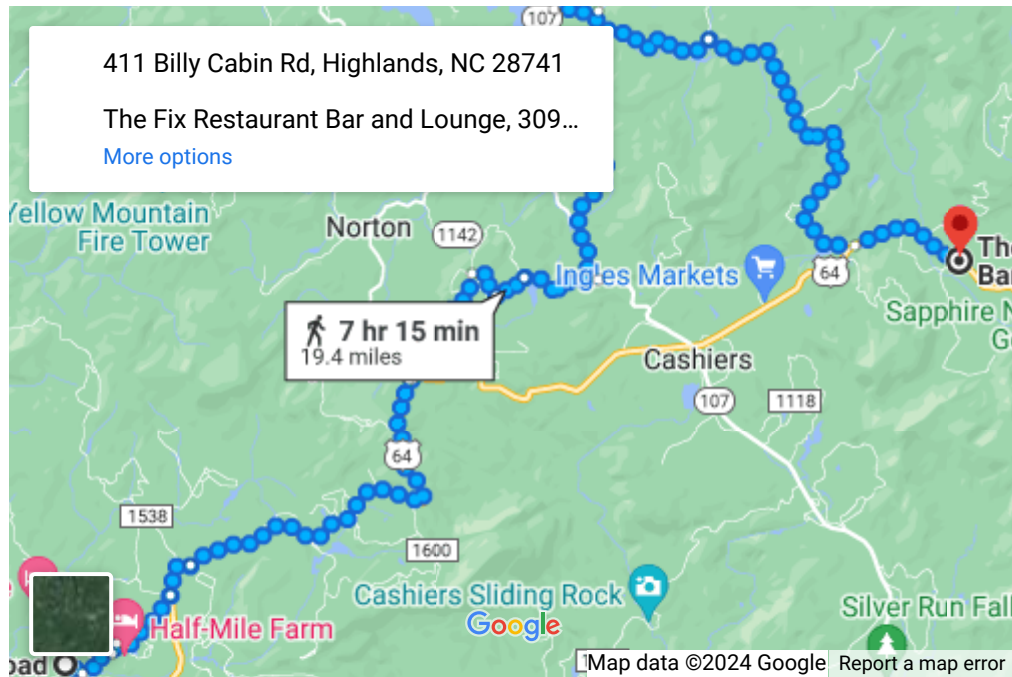 107
411 Billy Cabin Rd, Highlands, NC 28741
The Fix Restaurant Bar and Lounge, 309...
More options
Yellow Mountain
Fire Tower
Norton
1142
Ingles Markets
64
The
Bar
Sapphire N
7 hr 15 min
19.4 miles
Cashiers
107
1118
64
1538
1600
Cashiers Sliding Rock
Silver Run Fall
Half-Mile Farm
Google
oad
Map data ©2024 Google
Report a map error